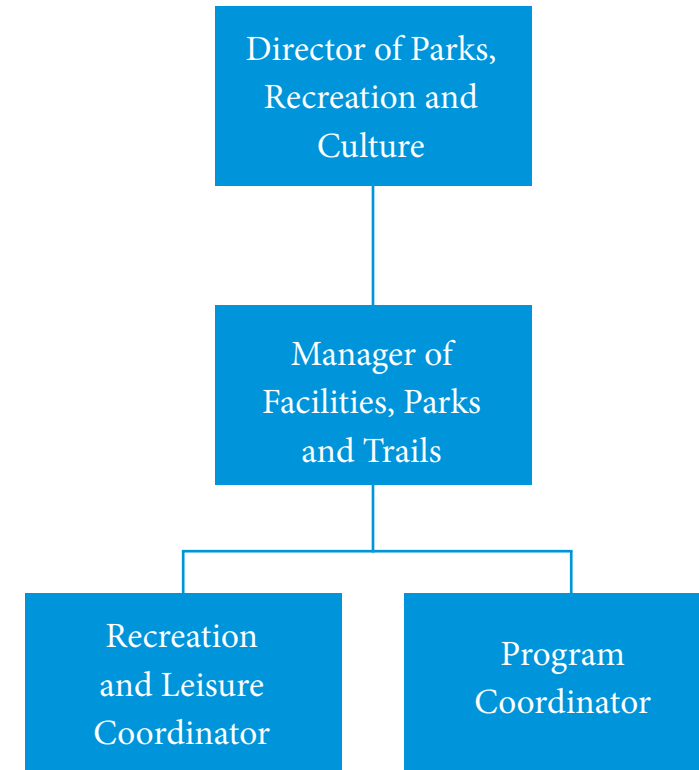 Director of Parks,
Recreation and
Culture
Manager of
Facilities, Parks
and Trails
Recreation
and Leisure
Coordinator
Program
Coordinator